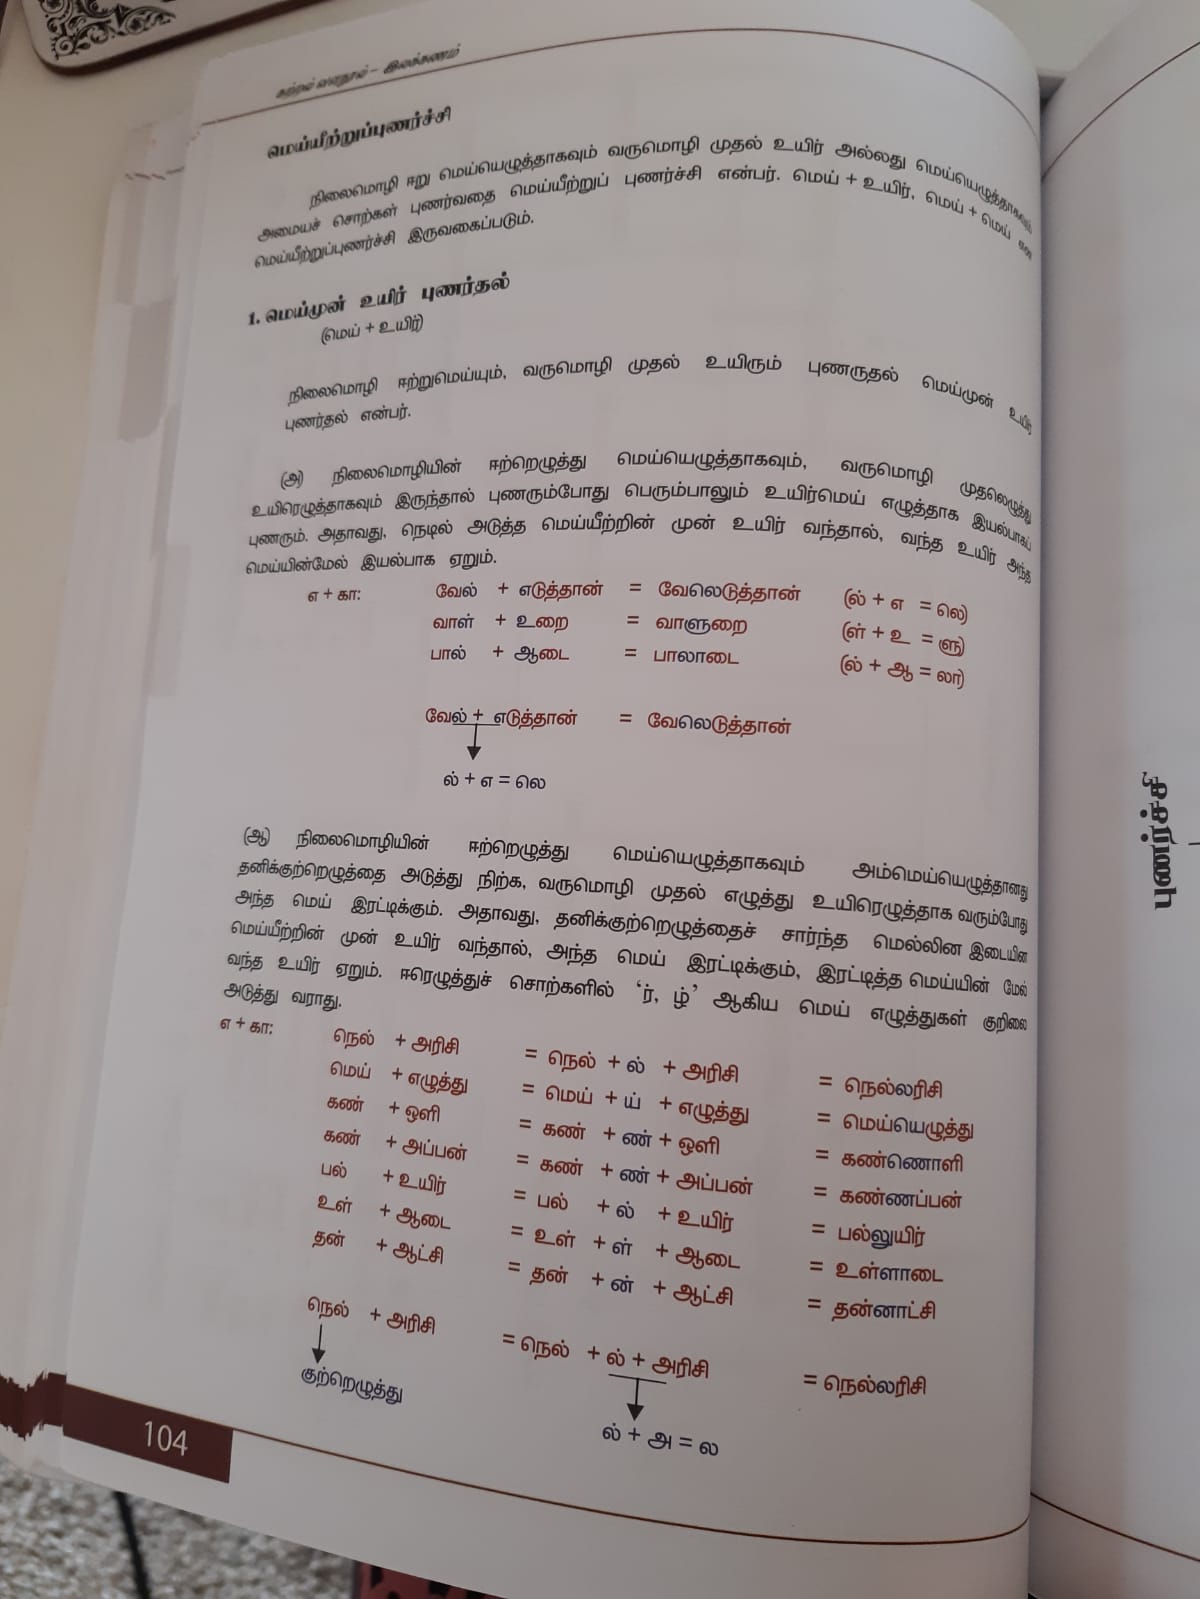 கற்றல் வளநூல் – இலக்கணம்
மெய்யீற்றுப்புணர்ச்சி
நிலைமொழி ஈறு மெய்யெழுத்தாகவும் வருமொழி முதல் உயிர் அல்லது மெய்யெழுத்தாகவும்
அமையச் சொற்கள் புணர்வதை மெய்யீற்றுப் புணர்ச்சி என்பர். மெய் + உயிர், மெய் + மெய் என
மெய்யீற்றுப்புணர்ச்சி இருவகைப்படும்.
1. மெய்முன் உயிர் புணர்தல்
(மெய் + உயிர்)
நிலைமொழி ஈற்றுமெய்யும், வருமொழி முதல் உயிரும் புணருதல் மெய்முன் உயிர்
புணர்தல் என்பர்.
(அ) நிலைமொழியின் ஈற்றெழுத்து மெய்யெழுத்தாகவும், வருமொழி முதலெழுத்து
உயிரெழுத்தாகவும் இருந்தால் புணரும்போது பெரும்பாலும் உயிர்மெய் எழுத்தாக இயல்பாகப்
புணரும். அதாவது, நெடில் அடுத்த மெய்யீற்றின் முன் உயிர் வந்தால், வந்த உயிர் அந்த
மெய்யின்மேல் இயல்பாக ஏறும்.
எ + கா: வேல் + எடுத்தான் = வேலெடுத்தான் (ல் + எ = லெ)
வாள் + உறை = வாளுறை (ள் + உ = ளு)
பால் + ஆடை = பாலாடை (ல் + ஆ = லா)
வேல் + எடுத்தான் = வேலெடுத்தான்
ல் + எ = லெ
(ஆ) நிலைமொழியின் ஈற்றெழுத்து மெய்யெழுத்தாகவும் அம்மெய்யெழுத்தானது
தனிக்குற்றெழுத்தை அடுத்து நிற்க, வருமொழி முதல் எழுத்து உயிரெழுத்தாக வரும்போது
அந்த மெய் இரட்டிக்கும். அதாவது, தனிக்குற்றெழுத்தைச் சார்ந்த மெல்லின இடையின
மெய்யீற்றின் முன் உயிர் வந்தால், அந்த மெய் இரட்டிக்கும், இரட்டித்த மெய்யின் மேல்
வந்த உயிர் ஏறும். ஈரெழுத்துச் சொற்களில் ‘ர், ழ்’ ஆகிய மெய் எழுத்துகள் குறிலை
அடுத்து வராது.
எ + கா: நெல் + அரிசி = நெல் + ல் + அரிசி = நெல்லரிசி
மெய் + எழுத்து = மெய் + ய் + எழுத்து = மெய்யெழுத்து
கண் + ஒளி = கண் + ண் + ஒளி = கண்ணொளி
கண் + அப்பன் = கண் + ண் + அப்பன் = கண்ணப்பன்
பல் + உயிர் = பல் + ல் + உயிர் = பல்லுயிர்
உள் + ஆடை = உள் + ள் + ஆடை = உள்ளாடை
தன் + ஆட்சி = தன் + ன் + ஆட்சி = தன்னாட்சி
நெல் + அரிசி = நெல் + ல் + அரிசி = நெல்லரிசி
குற்றெழுத்து
ல் + அ = ல
104